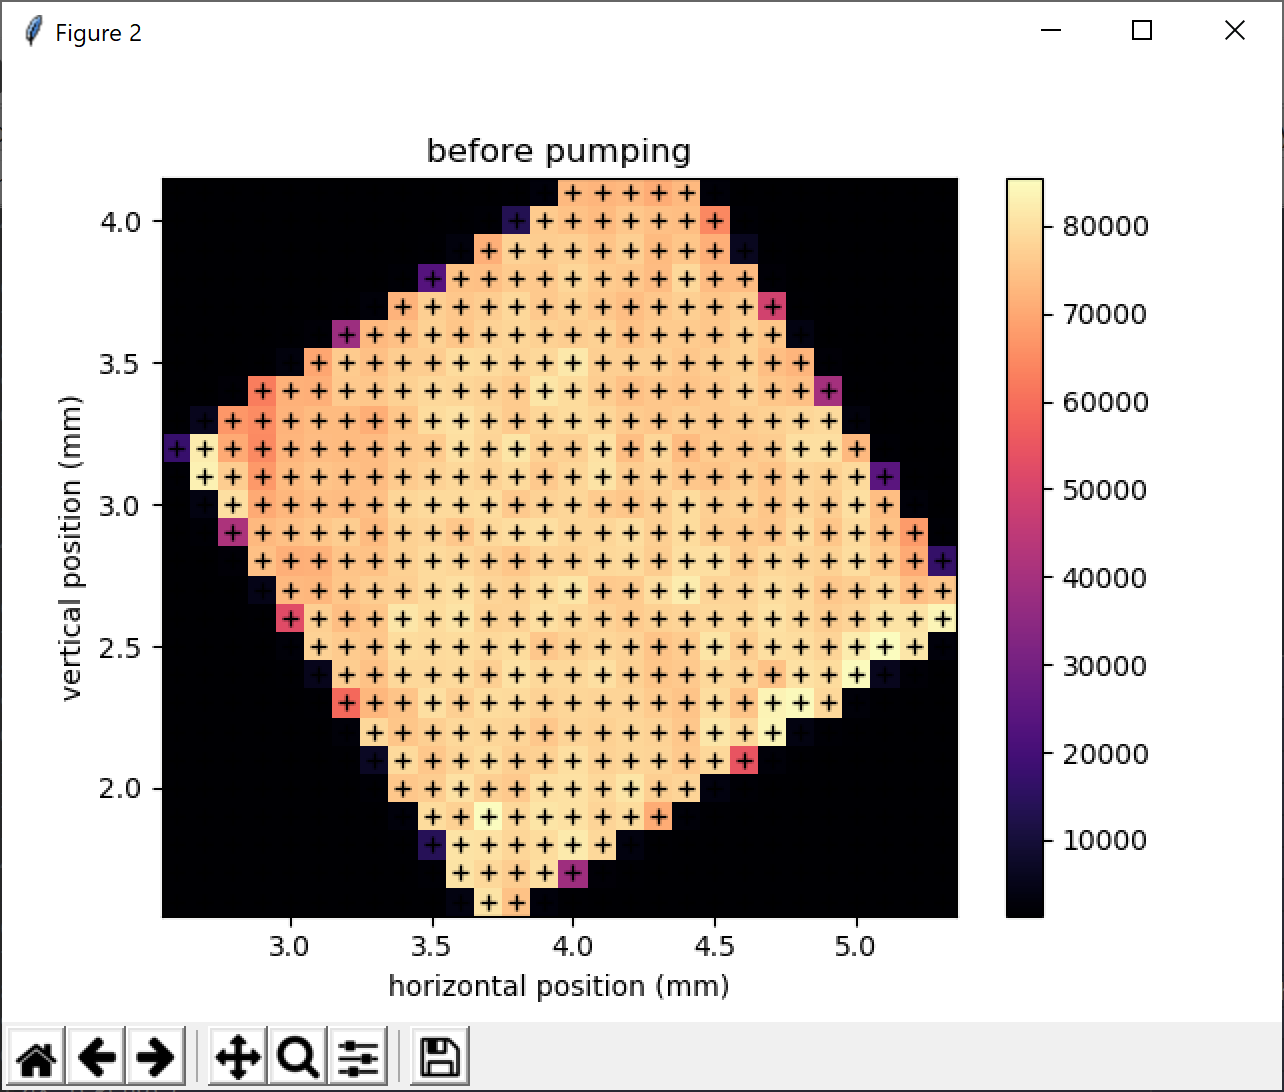 Figure 2
before pumping
4.0
3.5
3.0
2.5
2.0
vertical position (mm)
3.0 3.5 4.0 4.5 5.0
horizontal position (mm)
80000
70000
60000
50000
40000
30000
20000
10000